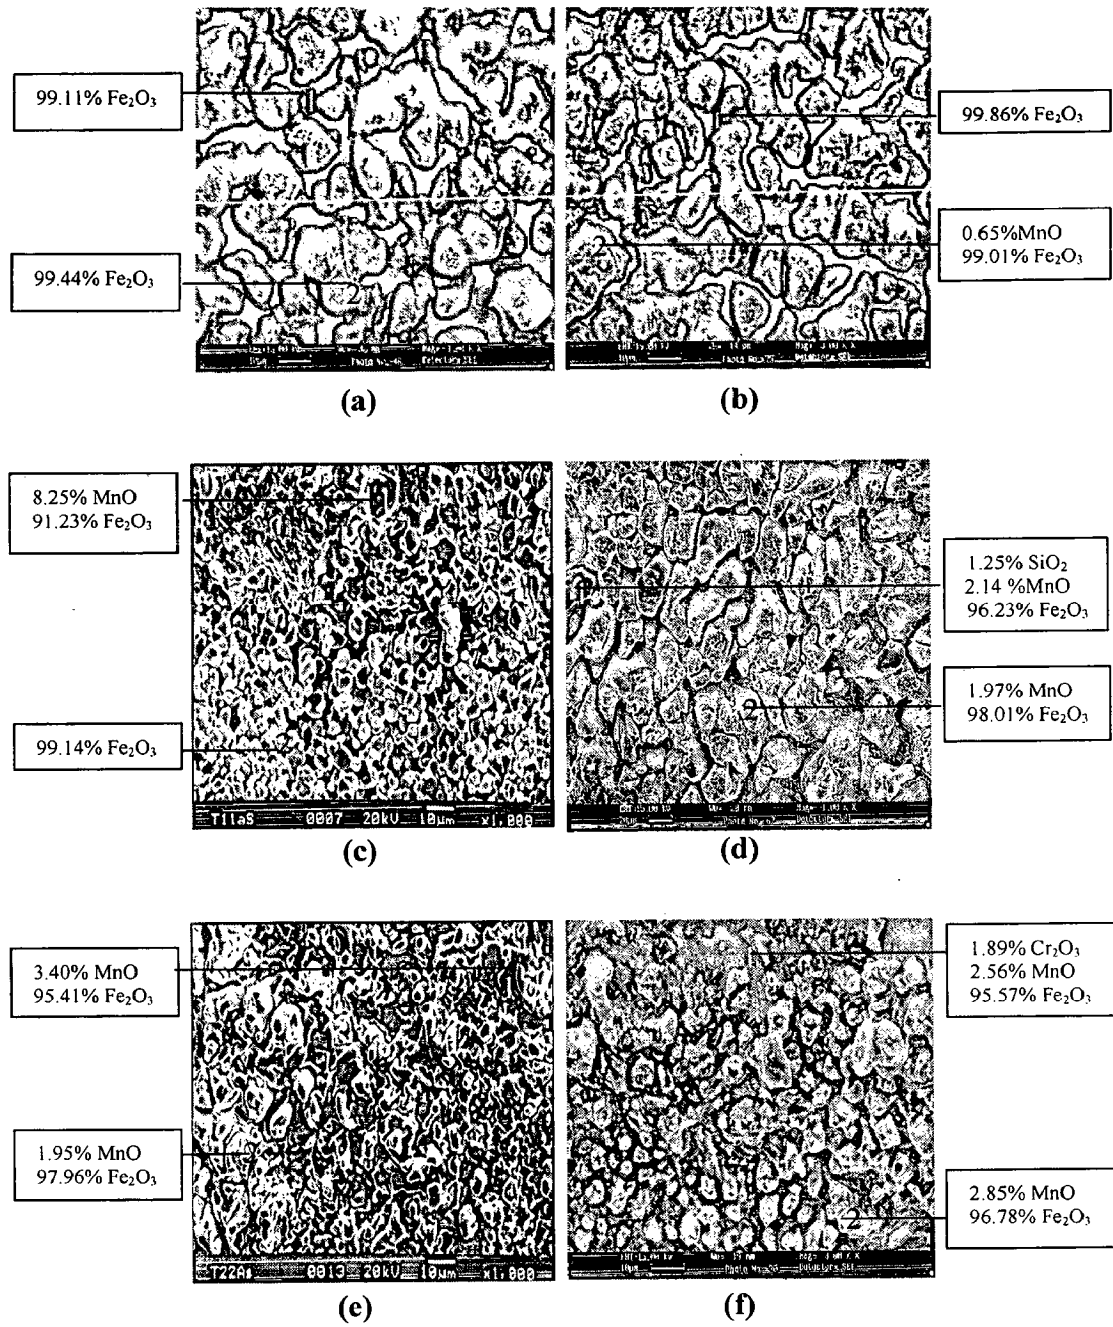 99.11% Fe₂O₃
99.86% Fe₂O₃
99.44% Fe₂O₃
2
0.65%MnO
99.01% Fe₂O₃
2
(a)
(b)
8.25% MnO
91.23% Fe₂O₃
1.25% SiO₂
2.14 %MnO
96.23% Fe₂O₃
99.14% Fe₂O₃
1.97% MnO
98.01% Fe₂O₃
2
T11aS 0007 20kV 10µm x1,000
(c)
(d)
3.40% MnO
95.41% Fe₂O₃
1.89% Cr₂O₃
2.56% MnO
95.57% Fe₂O₃
1.95% MnO
97.96% Fe₂O₃
2.85% MnO
96.78% Fe₂O₃
2
0013 20kV 10µm x1,000
(e)
(f)